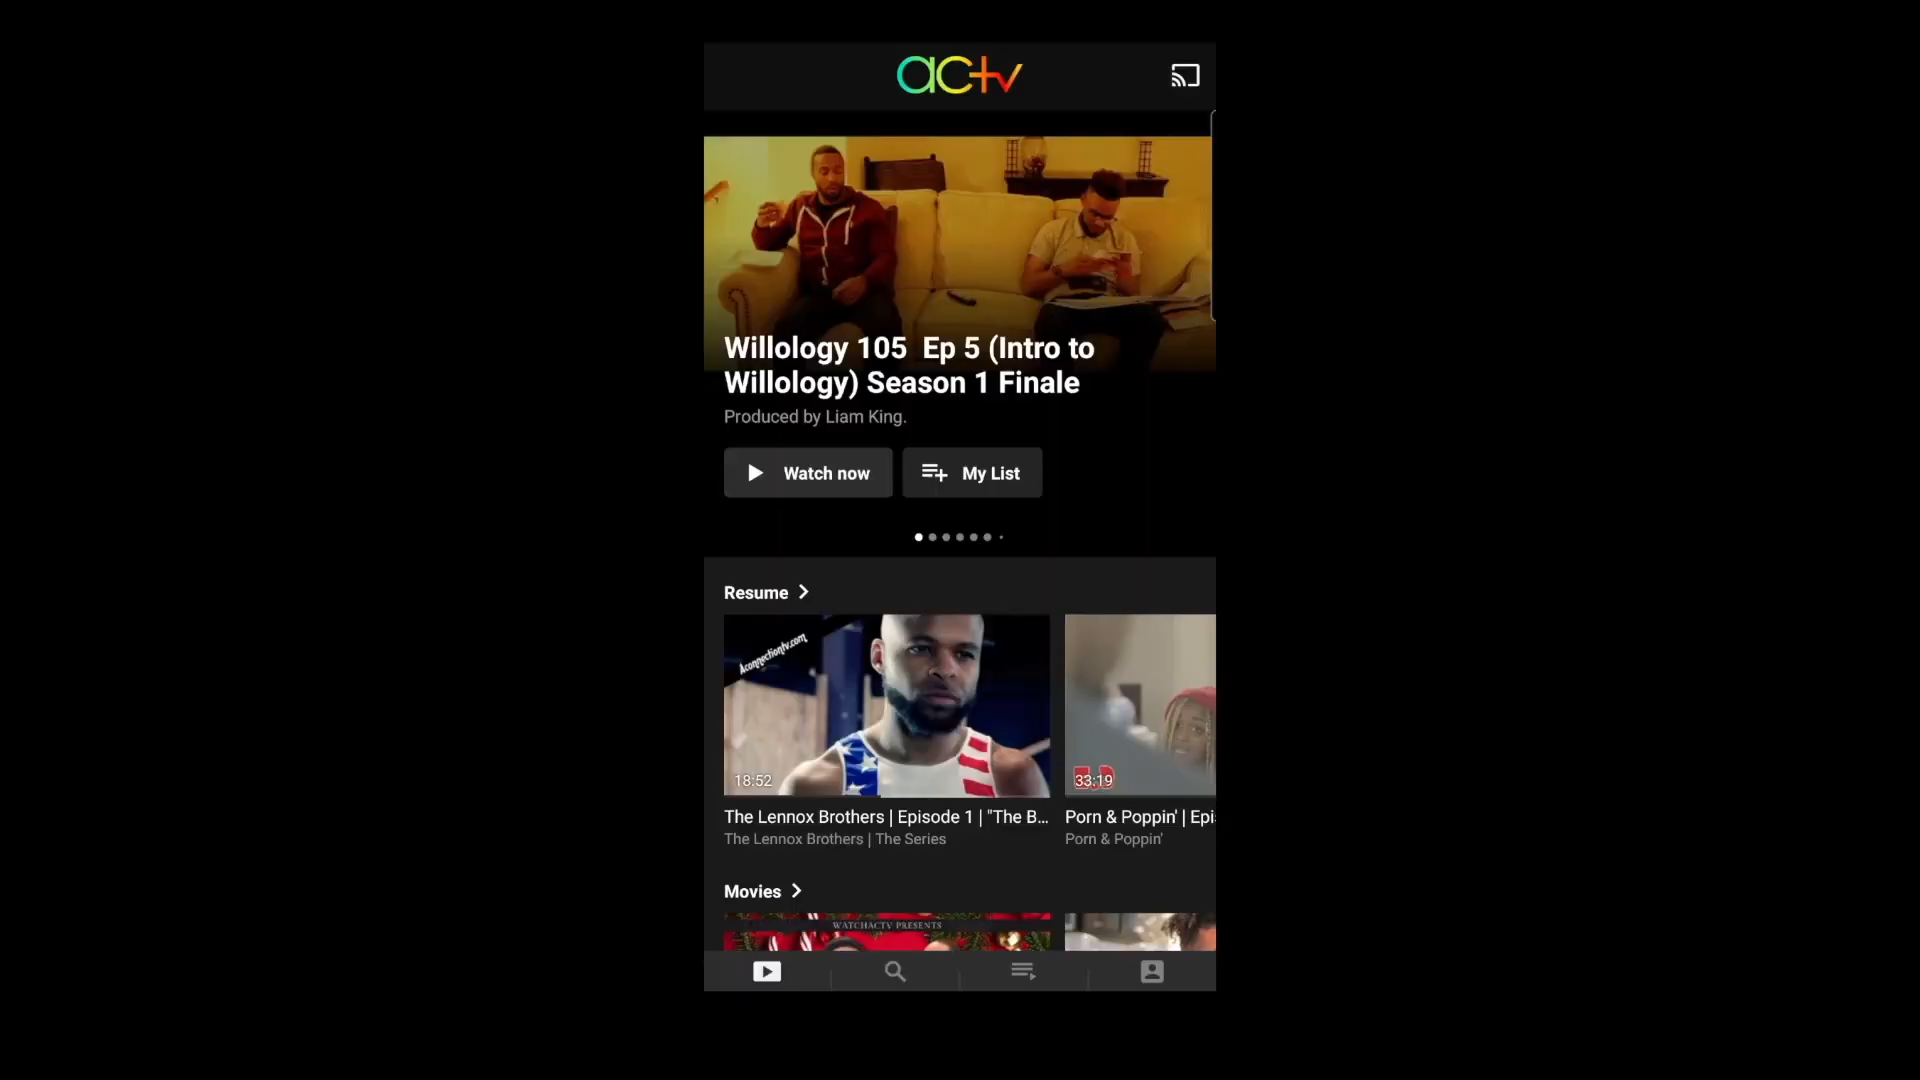 actv
Willology 105  Ep 5 (Intro to
Willology) Season 1 Finale
Produced by Liam King.
Watch now
My List
Resume
Aconnectiontv.com
18:52
33:19
The Lennox Brothers | Episode 1 | "The B...
Porn & Poppin' | Epi
The Lennox Brothers | The Series
Porn & Poppin'
Movies
WATCHACTV PRESENTS